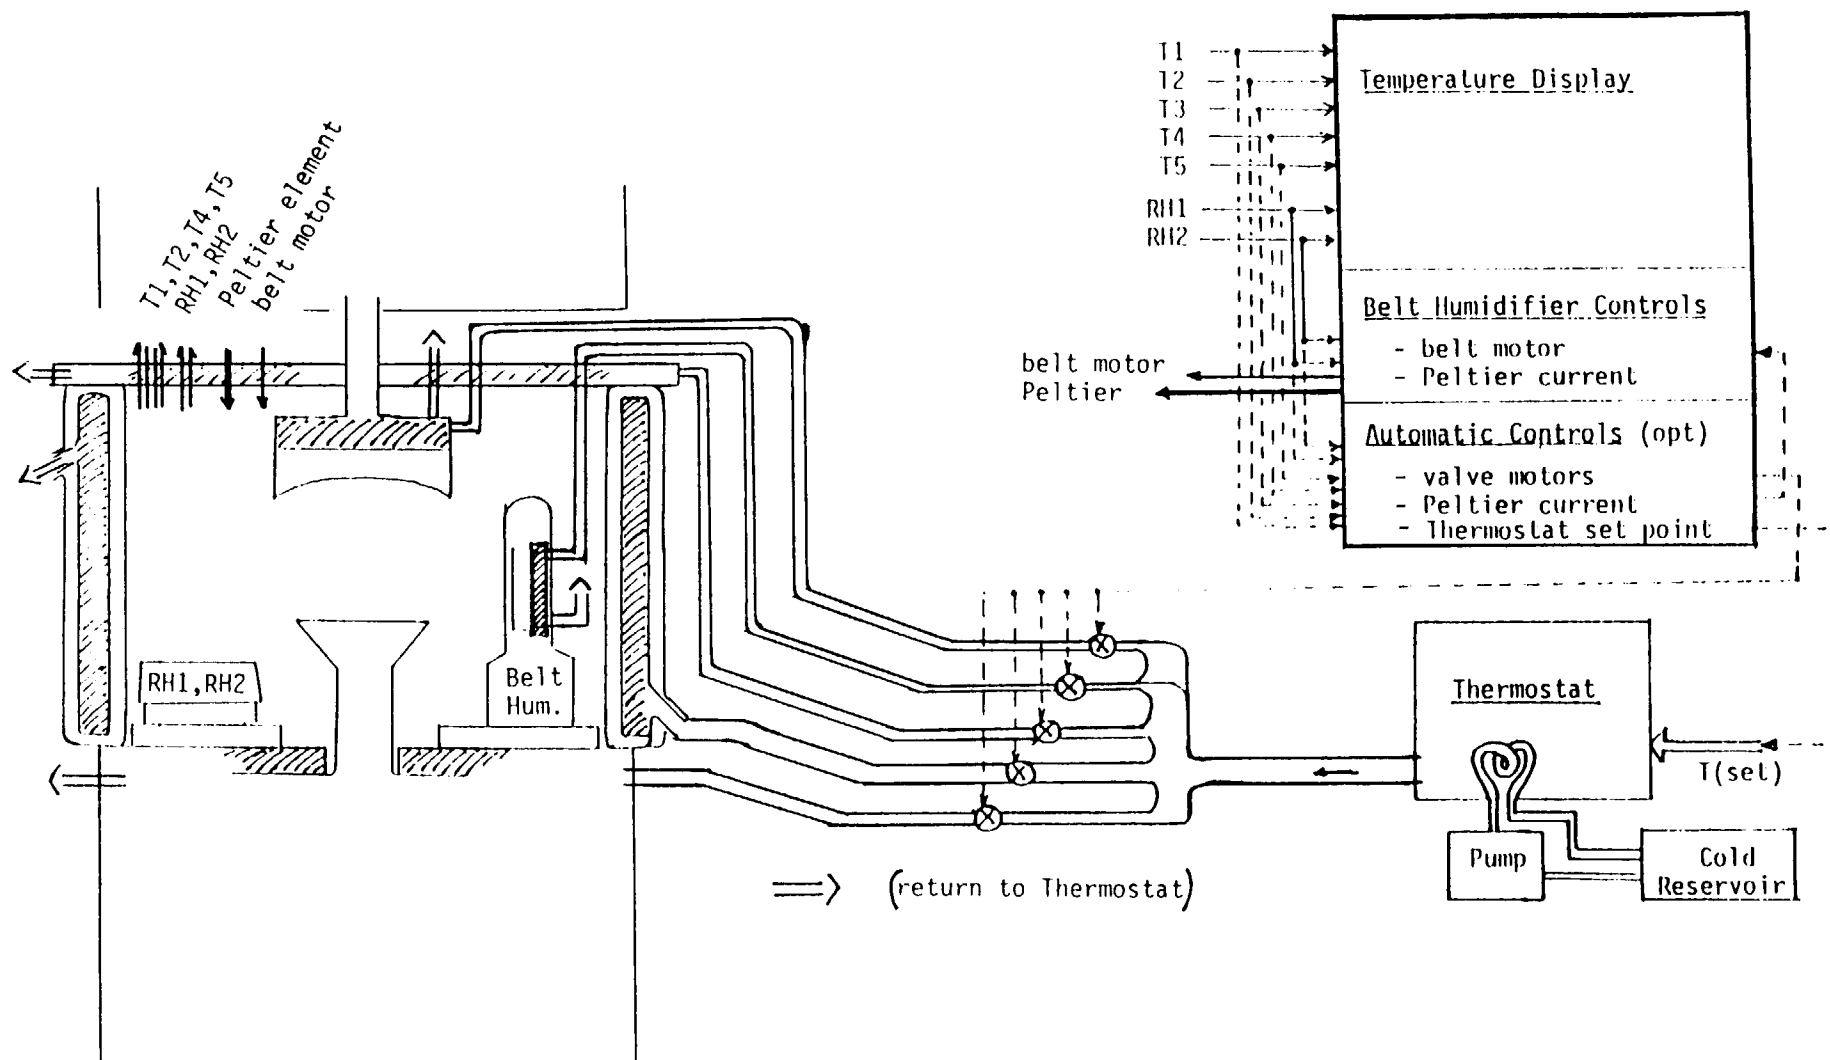 T1, T2, T4, T5
RH1, RH2
Peltier element
belt motor
RH1, RH2
Belt
Hum.
T1
T2
T3
T4
T5
RH1
RH2
Temperature Display
Belt Humidifier Controls
- belt motor
- Peltier current
belt motor
Peltier
Automatic Controls (opt)
- valve motors
- Peltier current
- Thermostat set point
Thermostat
T(set)
Pump
Cold
Reservoir
(return to Thermostat)